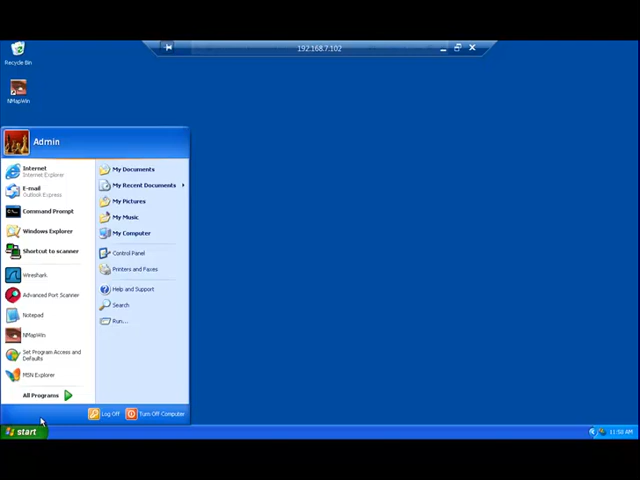 192.168.7.102
Recycle Bin
NMapWin
Admin
Internet
Internet Explorer
E-mail
Outlook Express
Command Prompt
Windows Explorer
Shortcut to scanner
Wireshark
Advanced Port Scanner
Notepad
NMapWin
Set Program Access and
Defaults
MSN Explorer
All Programs
My Documents
My Recent Documents
My Pictures
My Music
My Computer
Control Panel
Printers and Faxes
Help and Support
Search
Run...
Log Off
Turn Off Computer
start
11:50 AM